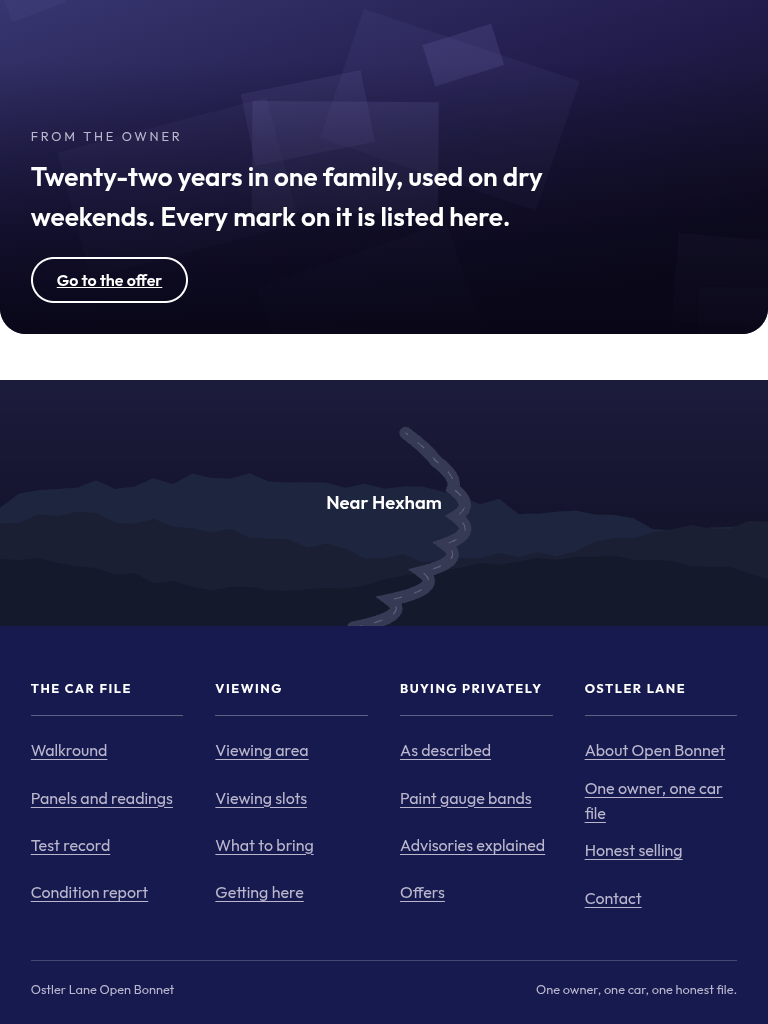 FROM THE OWNER
Twenty-two years in one family, used on dry
weekends. Every mark on it is listed here.
Go to the offer
Near Hexham
THE CAR FILE
Walkround
Panels and readings
Test record
Condition report
VIEWING
Viewing area
Viewing slots
What to bring
Getting here
BUYING PRIVATELY
As described
Paint gauge bands
Advisories explained
Offers
OSTLER LANE
About Open Bonnet
One owner, one car
file
Honest selling
Contact
Ostler Lane Open Bonnet
One owner, one car, one honest file.